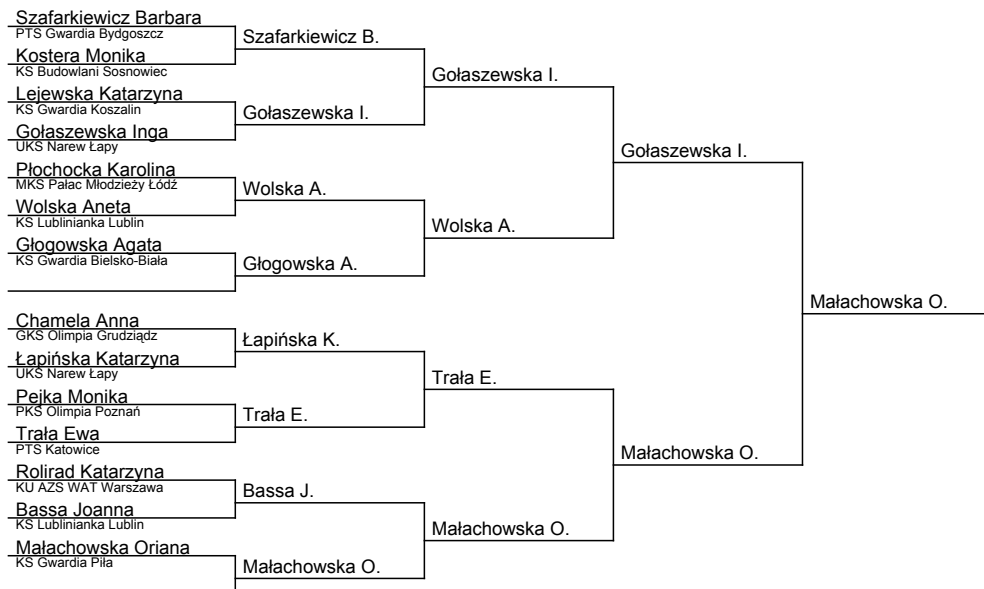 Szafarkiewicz Barbara
PTS Gwardia Bydgoszcz
Kostera Monika
KS Budowlani Sosnowiec
Lejewska Katarzyna
KS Gwardia Koszalin
Gołaszewska Inga
UKS Narew Łapy
Płochocka Karolina
MKS Pałac Młodzieży Łódź
Wolska Aneta
KS Lublinianka Lublin
Głogowska Agata
KS Gwardia Bielsko-Biała
Chamela Anna
GKS Olimpia Grudziądz
Łapińska Katarzyna
UKS Narew Łapy
Pejka Monika
PKS Olimpia Poznań
Trała Ewa
PTS Katowice
Rolirad Katarzyna
KU AZS WAT Warszawa
Bassa Joanna
KS Lublinianka Lublin
Małachowska Oriana
KS Gwardia Piła
Szafarkiewicz B.
Gołaszewska I.
Wolska A.
Głogowska A.
Łapińska K.
Trała E.
Bassa J.
Małachowska O.
Gołaszewska I.
Wolska A.
Trała E.
Małachowska O.
Gołaszewska I.
Małachowska O.
Małachowska O.